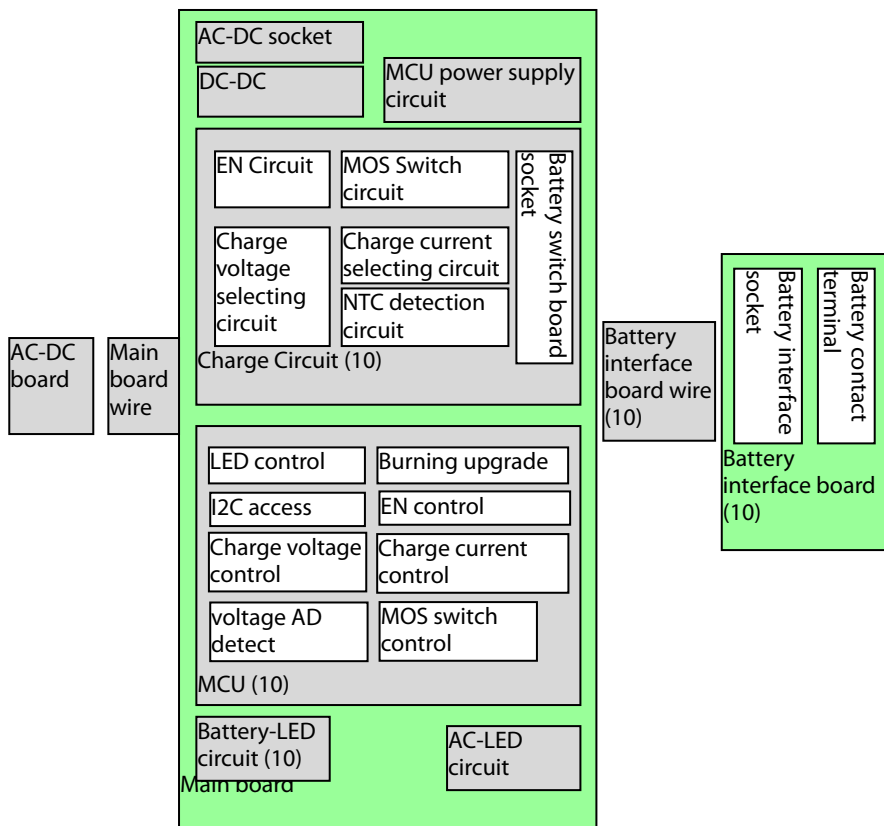 AC-DC socket
DC-DC
MCU power supply
circuit
EN Circuit
MOS Switch
circuit
Battery switch board
socket
Charge
voltage
selecting
circuit
Charge current
selecting circuit
NTC detection
circuit
Charge Circuit (10)
AC-DC
board
Main
board
wire
Battery
interface
board wire
(10)
Battery interface
socket
Battery contact
terminal
Battery
interface board
(10)
LED control
Burning upgrade
I2C access
EN control
Charge voltage
control
Charge current
control
voltage AD
detect
MOS switch
control
MCU (10)
Battery-LED
circuit (10)
AC-LED
circuit
Main board